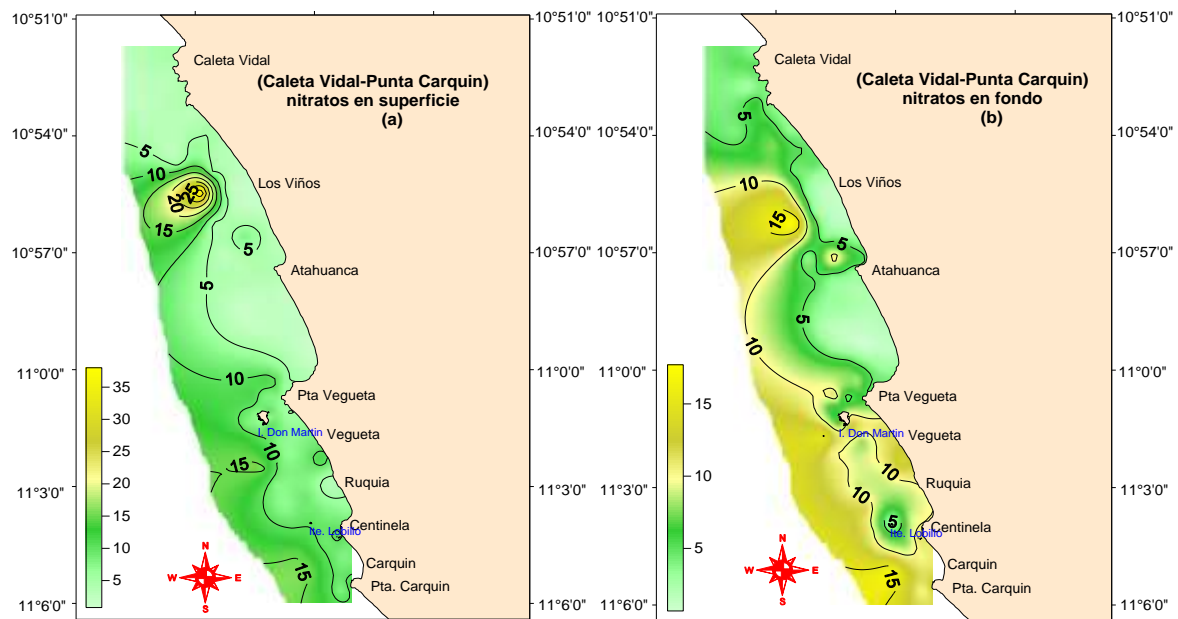 10°51'0"
Caleta Vidal
(Caleta Vidal-Punta Carquin)
nitratos en superficie
(a)
10°54'0"
5
10
Los Viños
25
20
15
5
10°57'0"
Atahuanca
5
11°0'0"
10
35
30
25
20
15
10
5
Pta Vegueta
I. Don Martin
Vegueta
10
15
Ruquia
11°3'0"
Centinela
Ite. Lobillo
Carquin
15
Pta. Carquin
N
W
E
S
11°6'0"
10°51'0"
10°54'0"
10°57'0"
11°0'0"
11°3'0"
11°6'0"
10°51'0"
Caleta Vidal
(Caleta Vidal-Punta Carquin)
nitratos en fondo
(b)
10°54'0"
5
Los Viños
10
15
5
10°57'0"
Atahuanca
5
10
11°0'0"
15
10
5
Pta Vegueta
I. Don Martin
Vegueta
10
Ruquia
10
11°3'0"
5
Centinela
Ite. Lobillo
Carquin
15
Pta. Carquin
N
W
E
S
11°6'0"
10°51'0"
10°54'0"
10°57'0"
11°0'0"
11°3'0"
11°6'0"